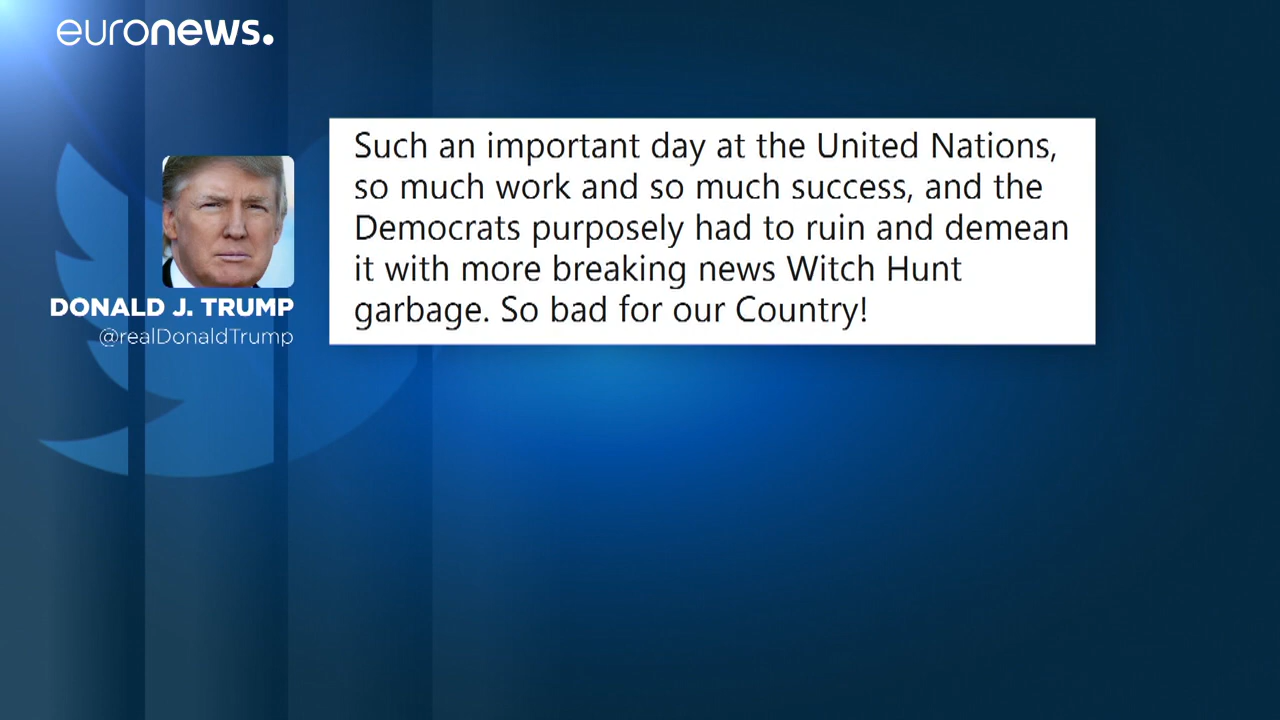 euronews.
Such an important day at the United Nations,
so much work and so much success, and the
Democrats purposely had to ruin and demean
it with more breaking news Witch Hunt
garbage. So bad for our Country!
DONALD J. TRUMP
@realDonaldTrump